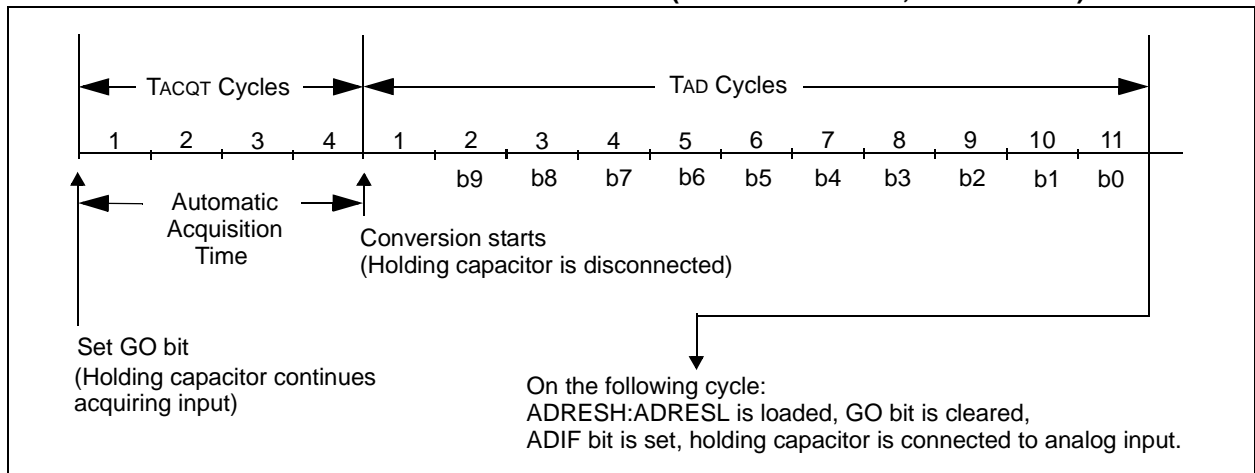 TACQT Cycles TAD Cycles
1 2 3 4 1 2 3 4 5 6 7 8 9 10 11
b9 b8 b7 b6 b5 b4 b3 b2 b1 b0
Automatic
Acquisition
Time
Conversion starts
(Holding capacitor is disconnected)
Set GO bit
(Holding capacitor continues
acquiring input)
On the following cycle:
ADRESH:ADRESL is loaded, GO bit is cleared,
ADIF bit is set, holding capacitor is connected to analog input.